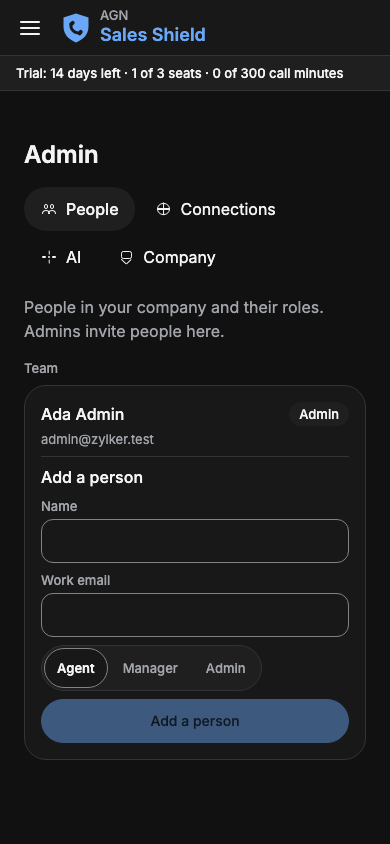 AGN
Sales Shield
Trial: 14 days left · 1 of 3 seats · 0 of 300 call minutes
Admin
People
Connections
AI
Company
People in your company and their roles.
Admins invite people here.
Team
Ada Admin
Admin
admin@zylker.test
Add a person
Name
Work email
Agent
Manager
Admin
Add a person